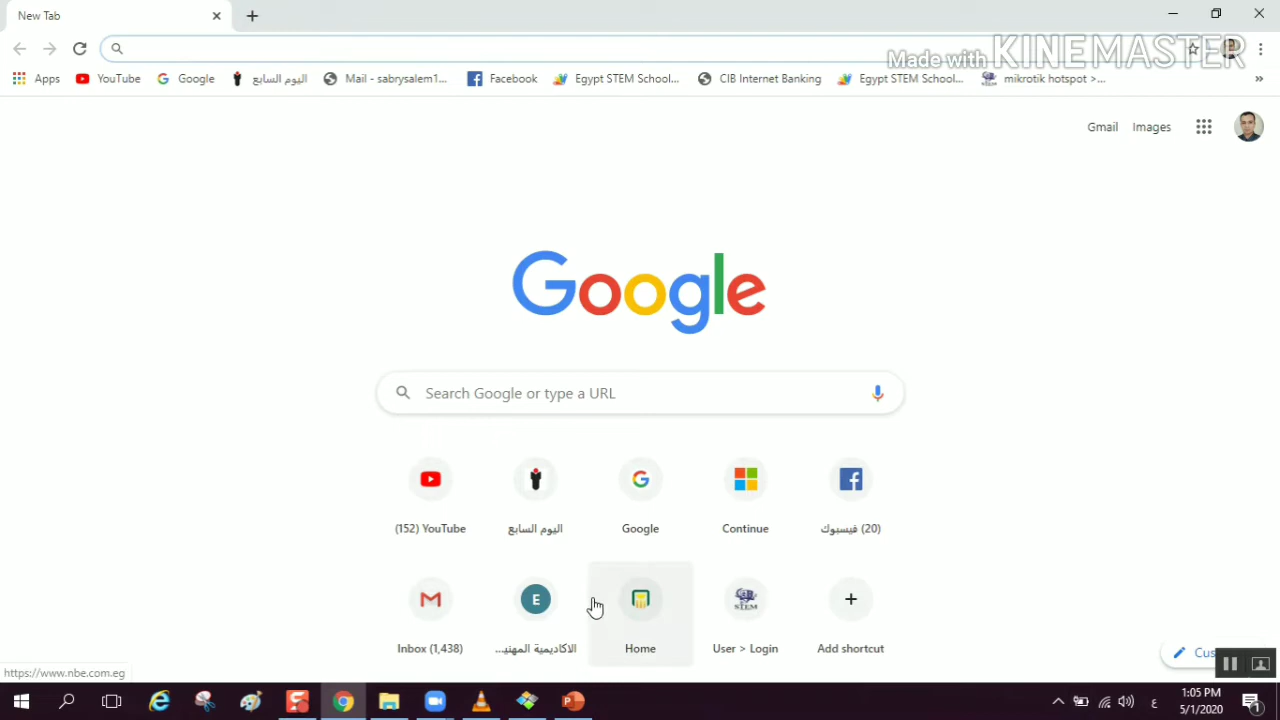 New Tab
Made with KINEMASTER
Apps YouTube Google اليوم السابع Mail - sabrysalem1... Facebook Egypt STEM School... CIB Internet Banking Egypt STEM School... mikrotik hotspot >... »
Gmail Images
Google
Search Google or type a URL
(152) YouTube اليوم السابع Google Continue (20) فيسبوك
E
STEM
Inbox (1,438) الاكاديمية المهنية... Home User > Login Add shortcut
Cus
https://www.nbe.com.eg
ع 1:05 PM
5/1/2020
1